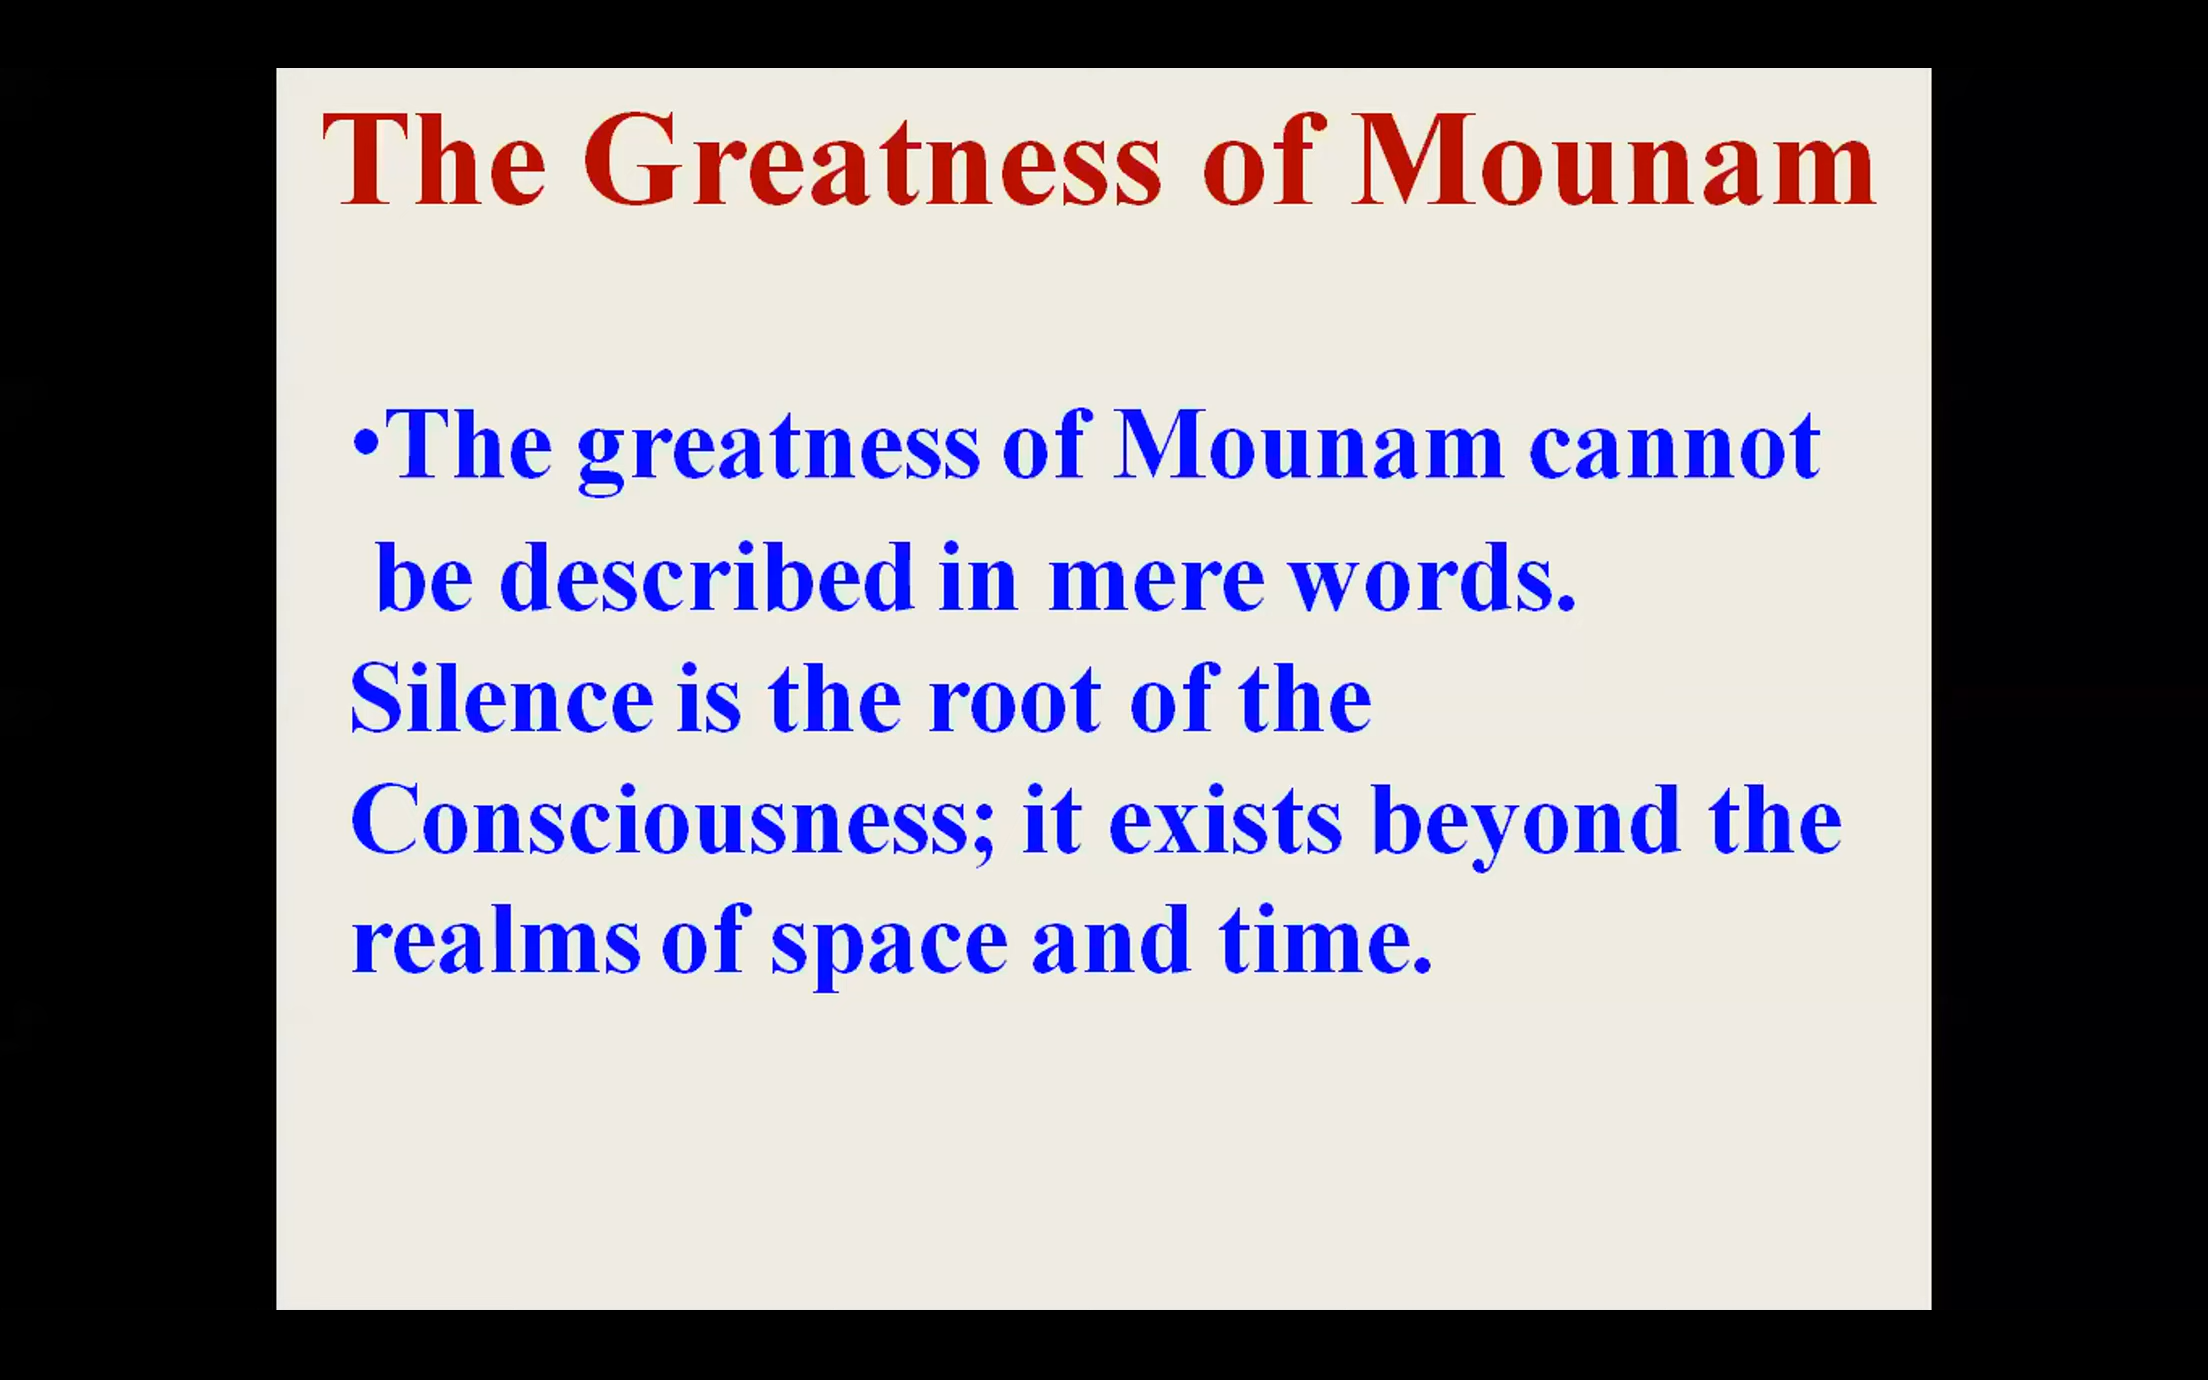 The Greatness of Mounam
•The greatness of Mounam cannot
be described in mere words.
Silence is the root of the
Consciousness; it exists beyond the
realms of space and time.